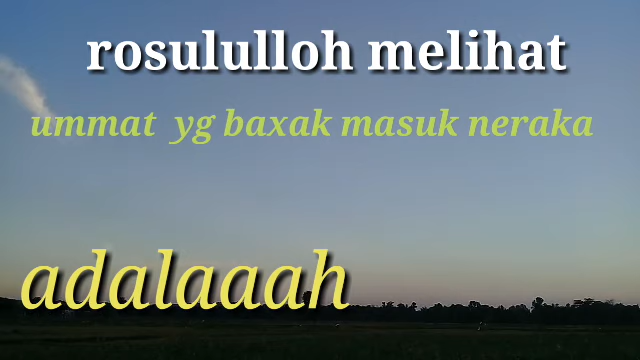 rosululloh melihat
ummat yg baxak masuk neraka
adalaaah